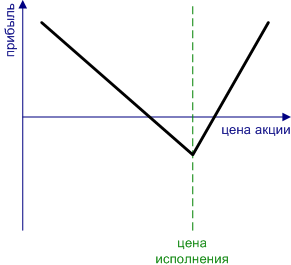 прибыль
цена акции
цена
исполнения